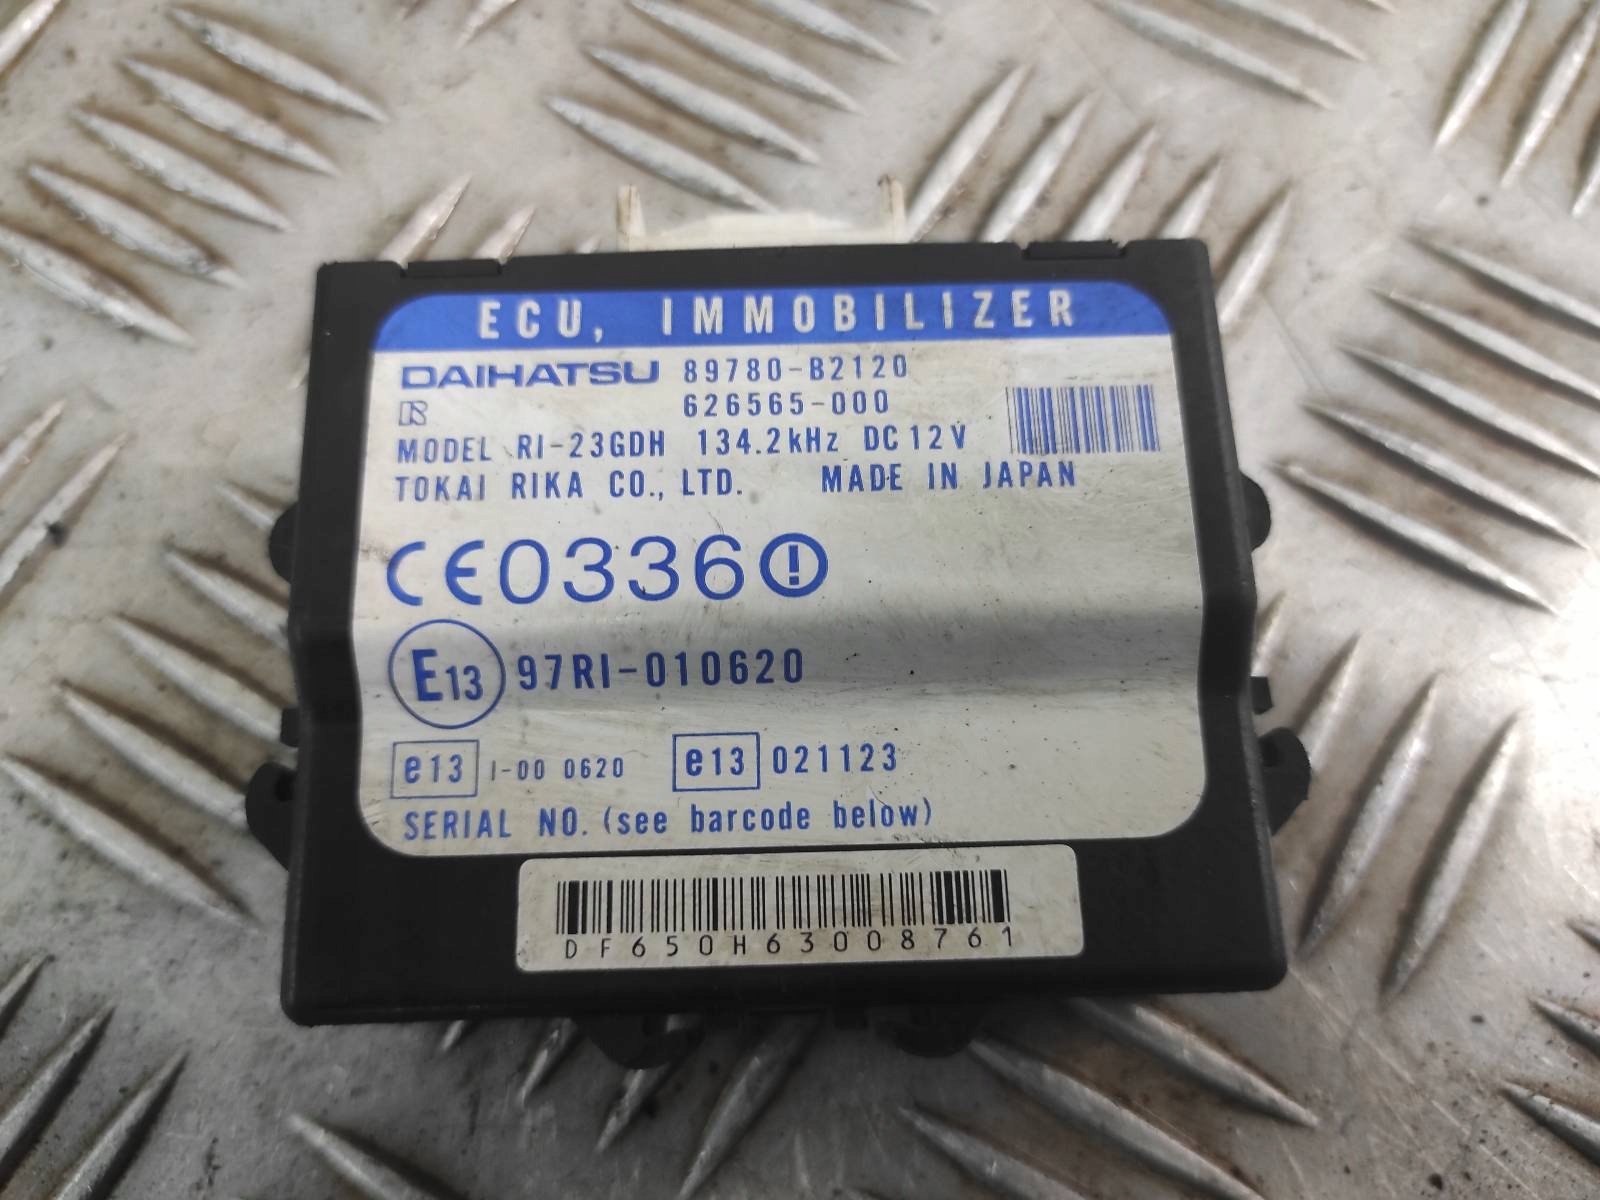 ECU, IMMOBILIZER
DAIHATSU 89780-B2120
R 626565-000
MODEL RI-23GDH 134.2kHz DC12V
TOKAI RIKA CO., LTD. MADE IN JAPAN
CE0336
E13 97RI-010620
e13 I-00 0620 e13 021123
SERIAL NO. (see barcode below)
DF650H63008761